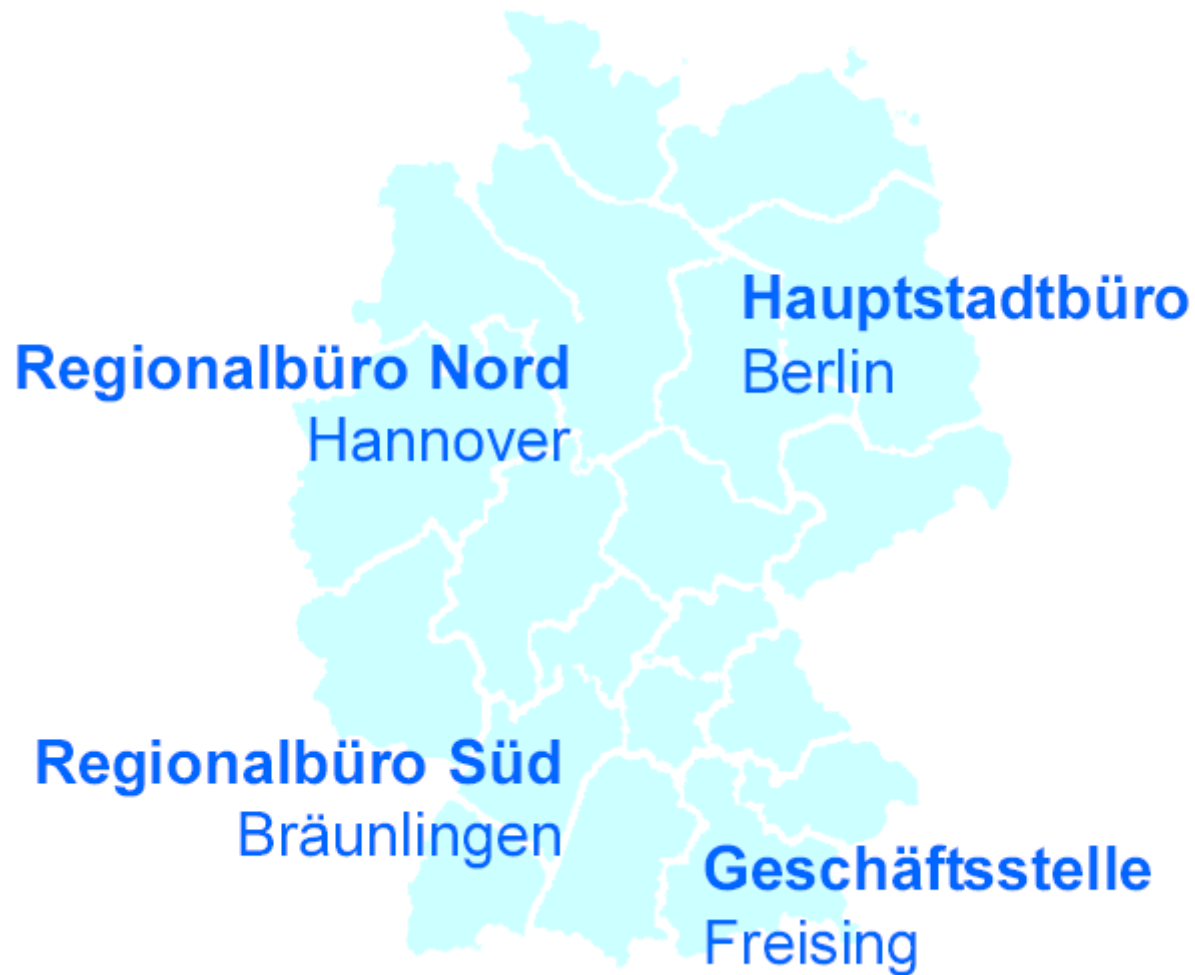 Hauptstadtbüro
Berlin
Regionalbüro Nord
Hannover
Regionalbüro Süd
Bräunlingen
Geschäftsstelle
Freising